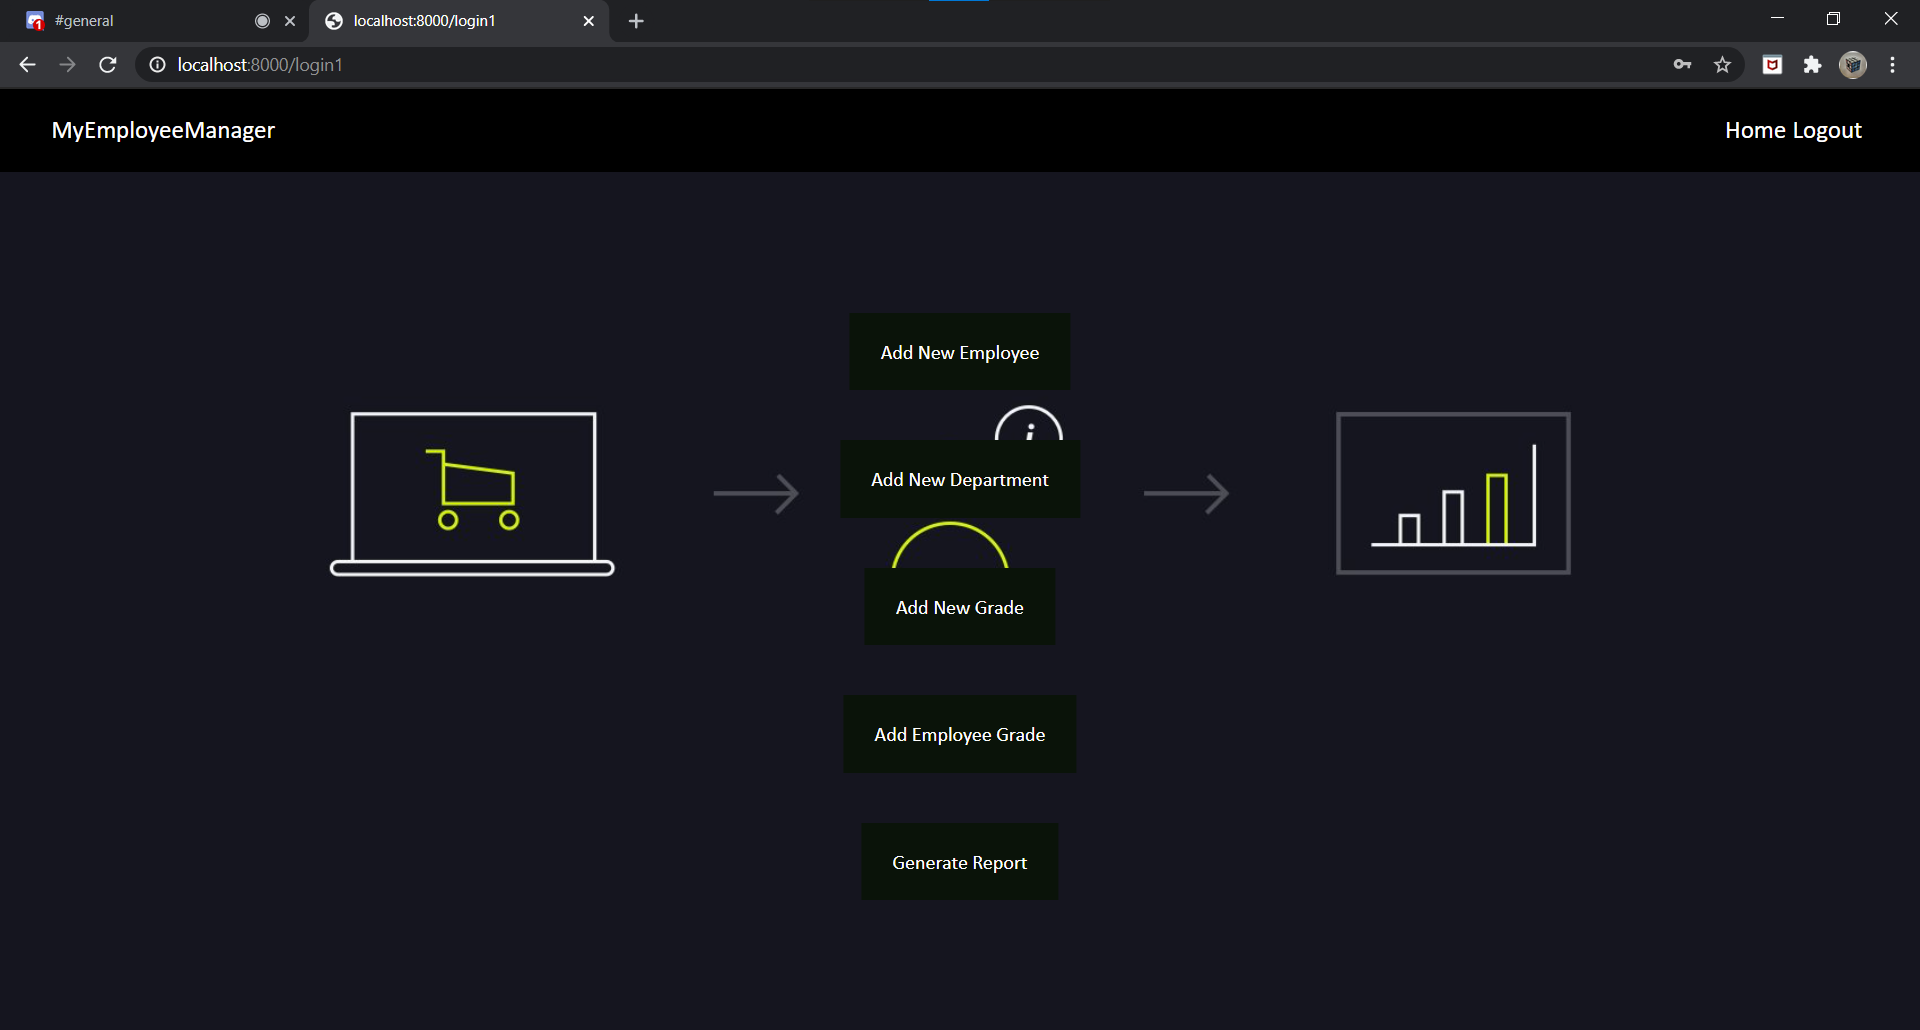 #general
localhost:8000/login1
localhost:8000/login1
MyEmployeeManager
Home Logout
Add New Employee
i
Add New Department
Add New Grade
Add Employee Grade
Generate Report